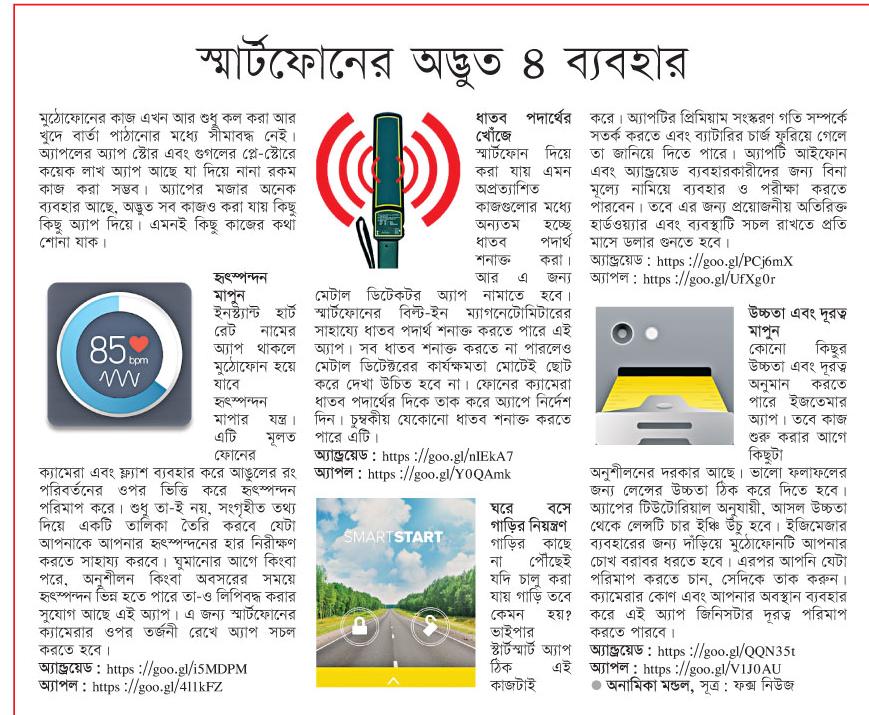 স্মার্টফোনের অদ্ভুত ৪ ব্যবহার
মুঠোফোনের কাজ এখন আর শুধু কল করা আর
খুদে বার্তা পাঠানোর মধ্যে সীমাবদ্ধ নেই।
অ্যাপলের অ্যাপ স্টোর এবং গুগলের প্লে-স্টোরে
কয়েক লাখ অ্যাপ আছে যা দিয়ে নানা রকম
কাজ করা সম্ভব। অ্যাপের মজার অনেক
ব্যবহার আছে, অদ্ভুত সব কাজও করা যায় কিছু
কিছু অ্যাপ দিয়ে। এমনই কিছু কাজের কথা
শোনা যাক।
85
bpm
হৃৎস্পন্দন
মাপুন
ইনস্ট্যান্ট হার্ট
রেট নামের
অ্যাপ থাকলে
মুঠোফোন হয়ে
যাবে
হৃৎস্পন্দন
মাপার যন্ত্র।
এটি মূলত
ফোনের
ক্যামেরা এবং ফ্ল্যাশ ব্যবহার করে আঙুলের রং
পরিবর্তনের ওপর ভিত্তি করে হৃৎস্পন্দন
পরিমাপ করে। শুধু তা-ই নয়, সংগৃহীত তথ্য
দিয়ে একটি তালিকা তৈরি করবে যেটা
আপনাকে আপনার হৃৎস্পন্দনের হার নিরীক্ষণ
করতে সাহায্য করবে। ঘুমানোর আগে কিংবা
পরে, অনুশীলন কিংবা অবসরের সময়ে
হৃৎস্পন্দন ভিন্ন হতে পারে তা-ও লিপিবদ্ধ করার
সুযোগ আছে এই অ্যাপ। এ জন্য স্মার্টফোনের
ক্যামেরার ওপর তর্জনী রেখে অ্যাপ সচল
করতে হবে।
অ্যান্ড্রয়েড : https ://goo.gl/i5MDPM
অ্যাপল : https ://goo.gl/4l1kFZ
ধাতব পদার্থের
খোঁজে
স্মার্টফোন দিয়ে
করা যায় এমন
অপ্রত্যাশিত
কাজগুলোর মধ্যে
অন্যতম হচ্ছে
ধাতব পদার্থ
শনাক্ত করা।
আর এ জন্য
মেটাল ডিটেকটর অ্যাপ নামাতে হবে।
স্মার্টফোনের বিল্ট-ইন ম্যাগনেটোমিটারের
সাহায্যে ধাতব পদার্থ শনাক্ত করতে পারে এই
অ্যাপ। সব ধাতব শনাক্ত করতে না পারলেও
মেটাল ডিটেক্টরের কার্যক্ষমতা মোটেই ছোট
করে দেখা উচিত হবে না। ফোনের ক্যামেরা
ধাতব পদার্থের দিকে তাক করে অ্যাপে নির্দেশ
দিন। চুম্বকীয় যেকোনো ধাতব শনাক্ত করতে
পারে এটি।
অ্যান্ড্রয়েড : https ://goo.gl/nIEkA7
অ্যাপল : https ://goo.gl/Y0QAmk
SMARTSTART
ঘরে বসে
গাড়ির নিয়ন্ত্রণ
গাড়ির কাছে
না পৌঁছেই
যদি চালু করা
যায় গাড়ি তবে
কেমন হয়?
ভাইপার
স্টার্টস্মার্ট অ্যাপ
ঠিক এই
কাজটাই
করে। অ্যাপটির প্রিমিয়াম সংস্করণ গতি সম্পর্কে
সতর্ক করতে এবং ব্যাটারির চার্জ ফুরিয়ে গেলে
তা জানিয়ে দিতে পারে। অ্যাপটি আইফোন
এবং অ্যান্ড্রয়েড ব্যবহারকারীদের জন্য বিনা
মূল্যে নামিয়ে ব্যবহার ও পরীক্ষা করতে
পারবেন। তবে এর জন্য প্রয়োজনীয় অতিরিক্ত
হার্ডওয়্যার এবং ব্যবস্থাটি সচল রাখতে প্রতি
মাসে ডলার গুনতে হবে।
অ্যান্ড্রয়েড : https ://goo.gl/PCj6mX
অ্যাপল : https ://goo.gl/UfXg0r
উচ্চতা এবং দূরত্ব
মাপুন
কোনো কিছুর
উচ্চতা এবং দূরত্ব
অনুমান করতে
পারে ইজতেমার
অ্যাপ। তবে কাজ
শুরু করার আগে
কিছুটা
অনুশীলনের দরকার আছে। ভালো ফলাফলের
জন্য লেন্সের উচ্চতা ঠিক করে দিতে হবে।
অ্যাপের টিউটোরিয়াল অনুযায়ী, আসল উচ্চতা
থেকে লেন্সটি চার ইঞ্চি উঁচু হবে। ইজিমেজার
ব্যবহারের জন্য দাঁড়িয়ে মুঠোফোনটি আপনার
চোখ বরাবর ধরতে হবে। এরপর আপনি যেটা
পরিমাপ করতে চান, সেদিকে তাক করুন।
ক্যামেরার কোণ এবং আপনার অবস্থান ব্যবহার
করে এই অ্যাপ জিনিসটার দূরত্ব পরিমাপ
করতে পারবে।
অ্যান্ড্রয়েড : https ://goo.gl/QQN35t
অ্যাপল : https ://goo.gl/V1J0AU
● অনামিকা মন্ডল, সূত্র : ফক্স নিউজ